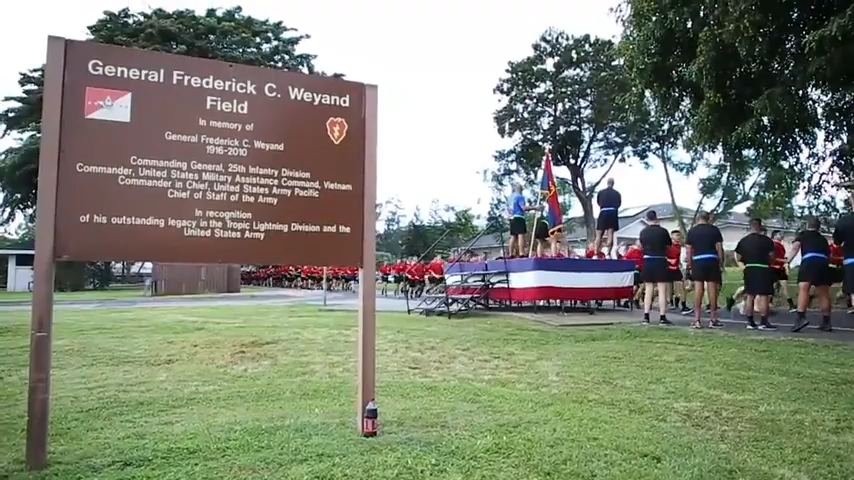 General Frederick C. Weyand
Field
In memory of
General Frederick C. Weyand
1916-2010
Commanding General, 25th Infantry Division
Commander, United States Military Assistance Command, Vietnam
Commander in Chief, United States Army Pacific
Chief of Staff of the Army
In recognition
of his outstanding legacy in the Tropic Lightning Division and the
United States Army